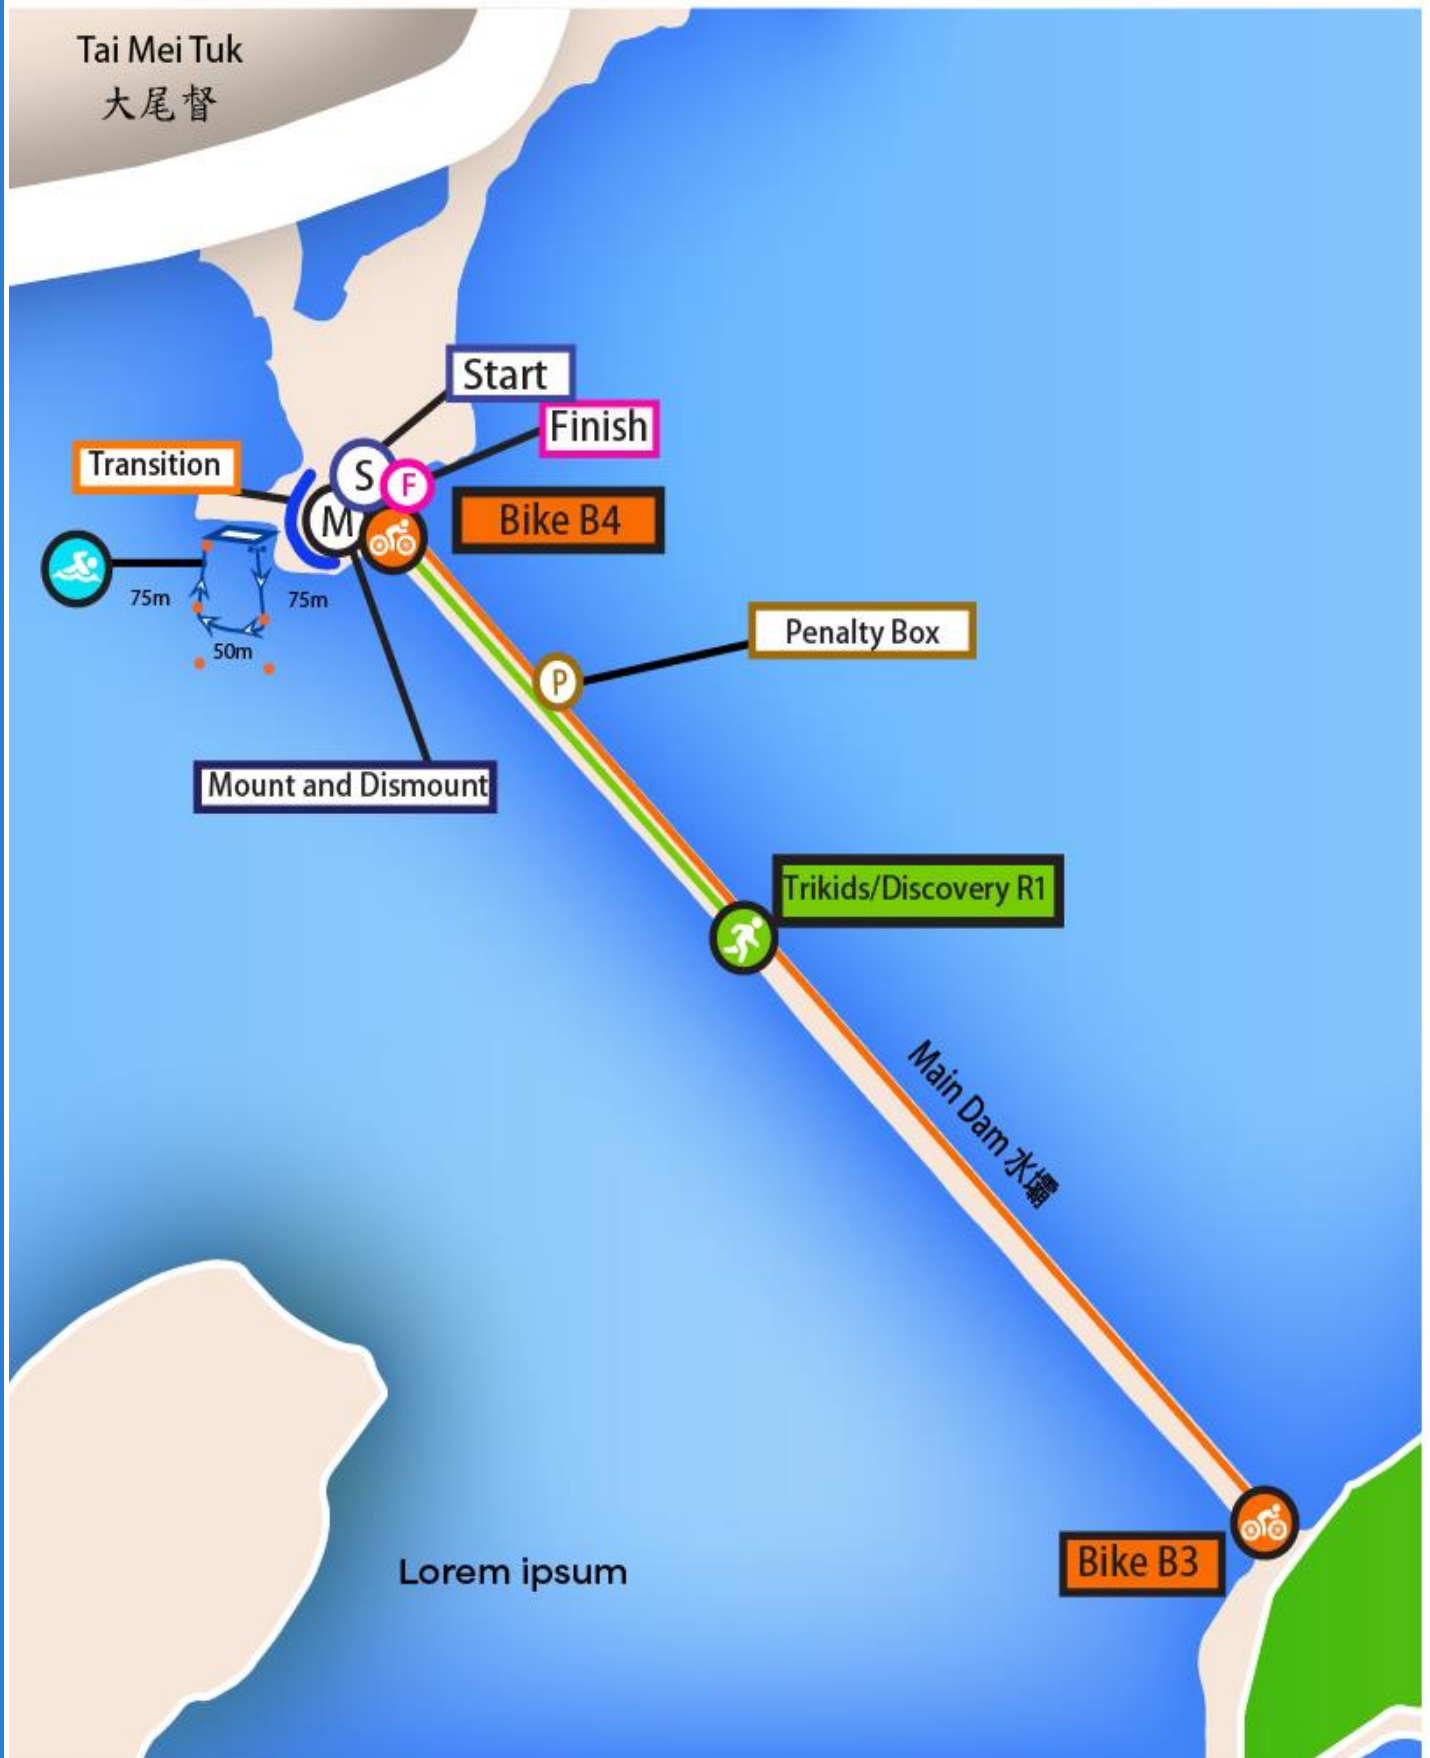 Tai Mei Tuk
大尾督
Start
Finish
Transition
S
F
M
Bike B4
75m
75m
50m
Penalty Box
P
Mount and Dismount
Trikids/Discovery R1
Main Dam 水壩
Bike B3
Lorem ipsum